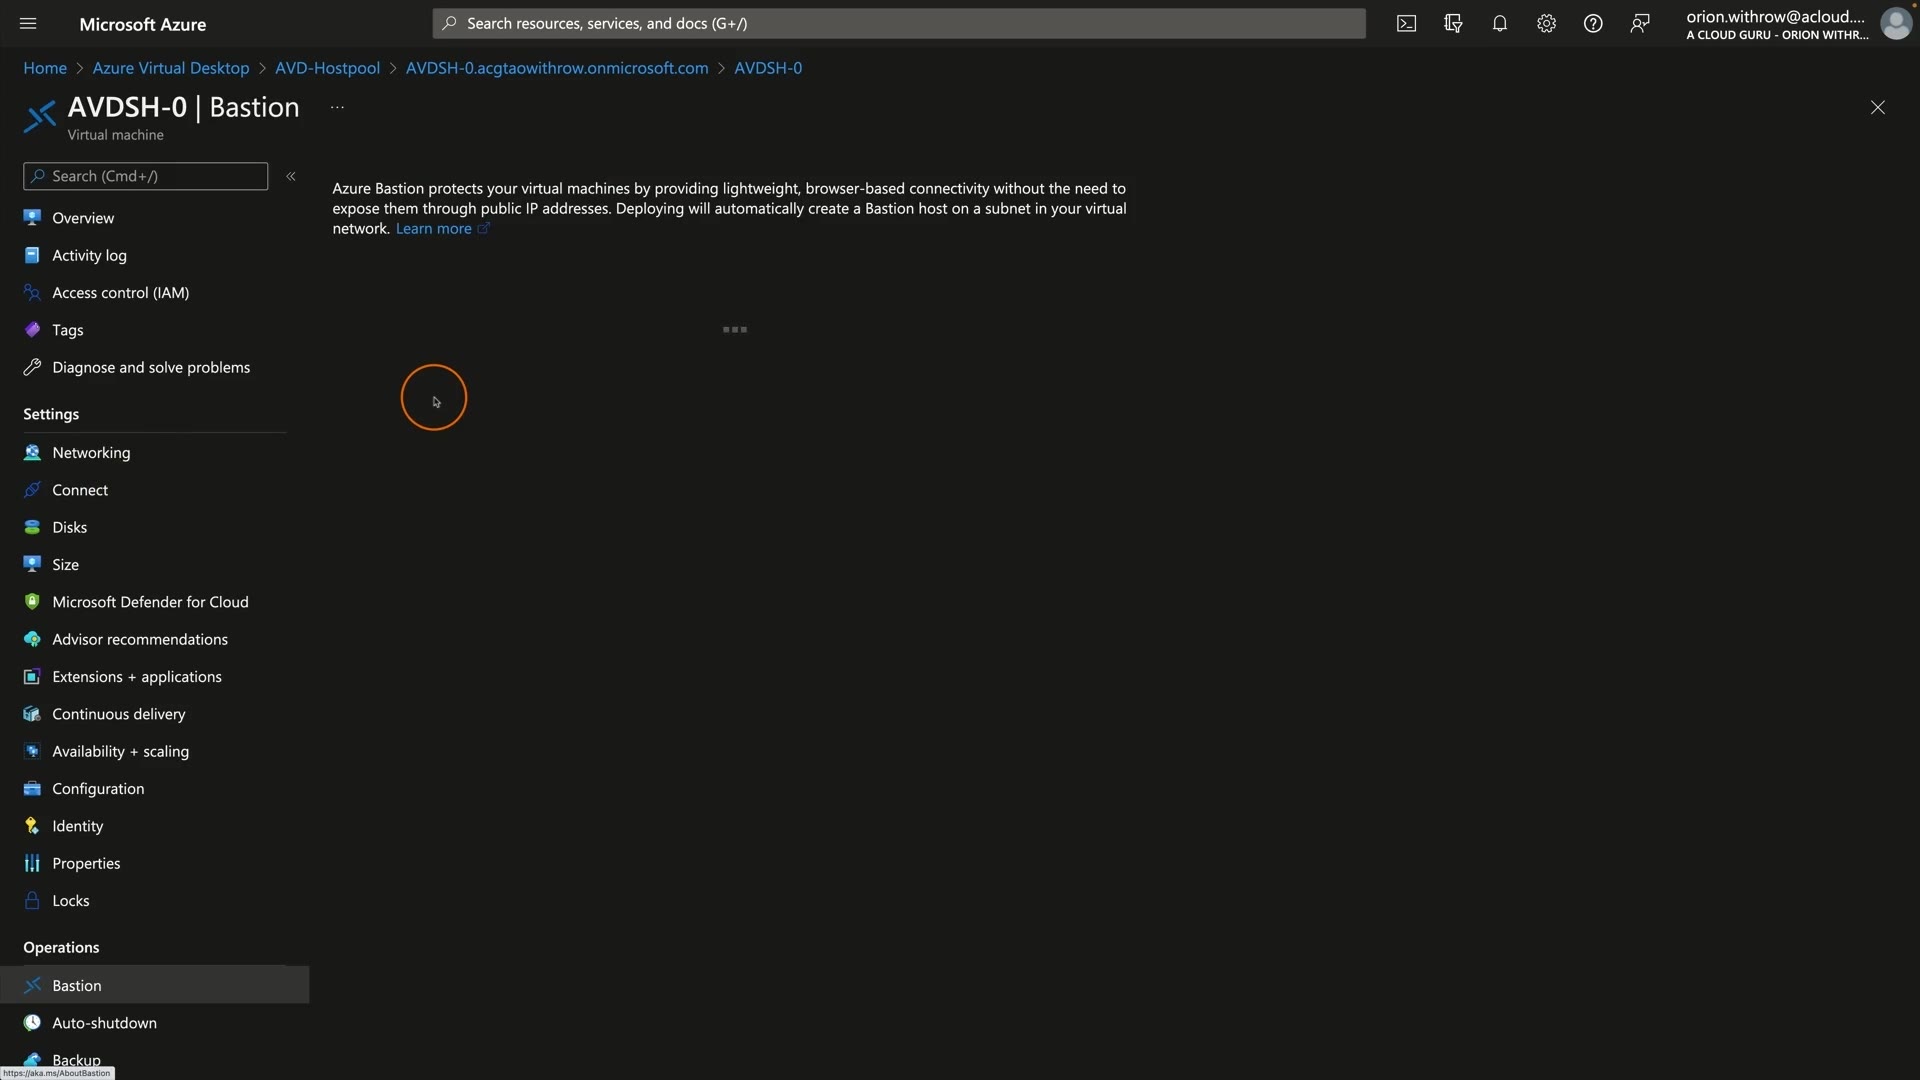 Microsoft Azure
Search resources, services, and docs (G+/)
orion.withrow@acloud....
A CLOUD GURU - ORION WITHR...
Home > Azure Virtual Desktop > AVD-Hostpool > AVDSH-0.acgtaowithrow.onmicrosoft.com > AVDSH-0
AVDSH-0 | Bastion ...
Virtual machine
Search (Cmd+/)
Azure Bastion protects your virtual machines by providing lightweight, browser-based connectivity without the need to
expose them through public IP addresses. Deploying will automatically create a Bastion host on a subnet in your virtual
network. Learn more
Overview
Activity log
Access control (IAM)
Tags
Diagnose and solve problems
Settings
Networking
Connect
Disks
Size
Microsoft Defender for Cloud
Advisor recommendations
Extensions + applications
Continuous delivery
Availability + scaling
Configuration
Identity
Properties
Locks
Operations
Bastion
Auto-shutdown
Backup
https://aka.ms/AboutBastion